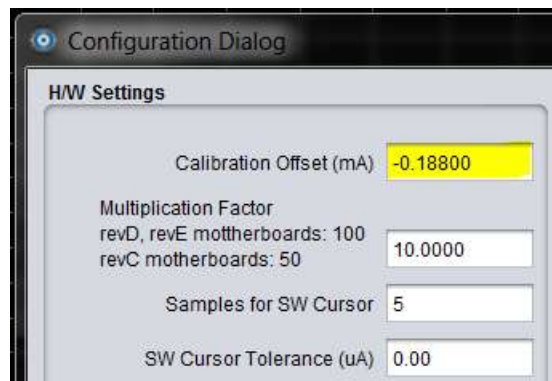 Configuration Dialog
H/W Settings
Calibration Offset (mA) -0.18800
Multiplication Factor
revD, revE mottherboards: 100
revC motherboards: 50
10.0000
Samples for SW Cursor 5
SW Cursor Tolerance (uA) 0.00